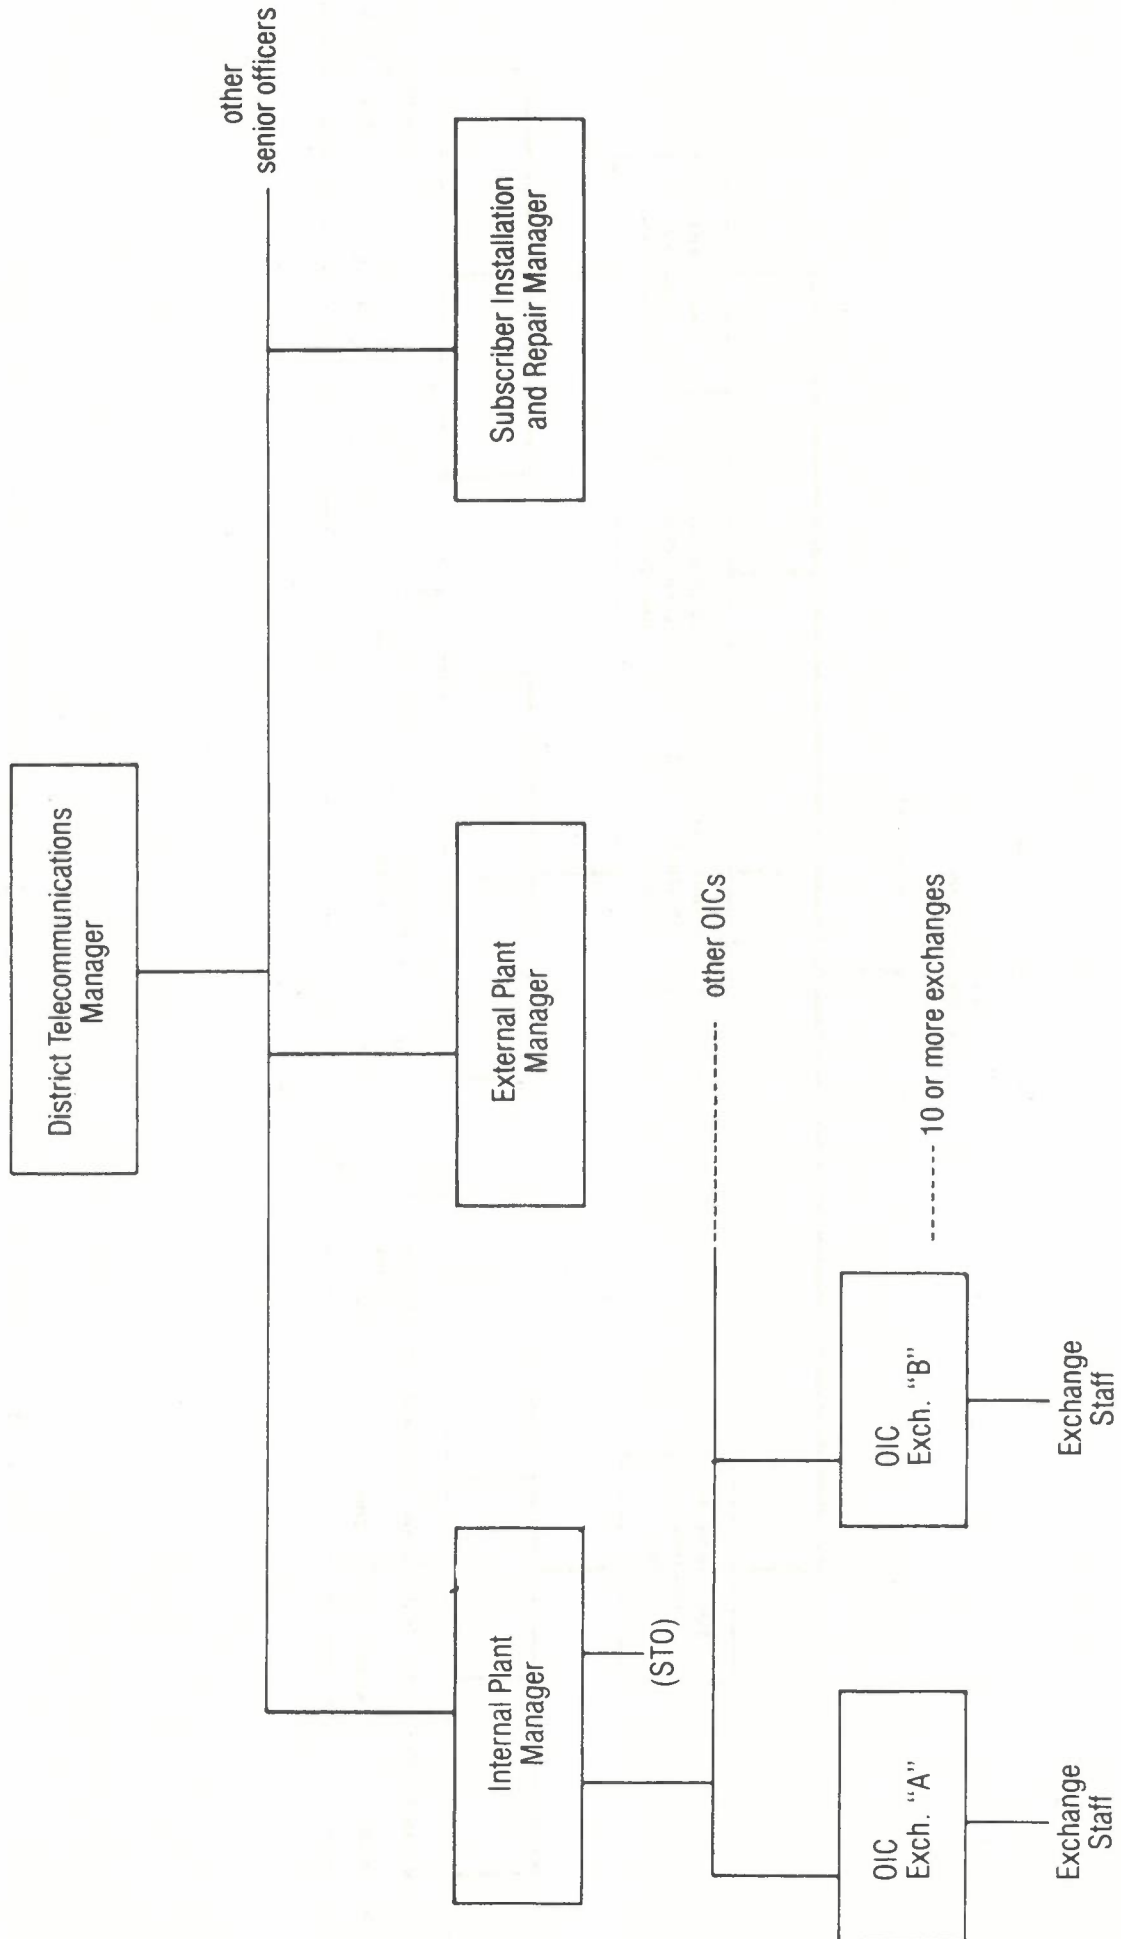 District Telecommunications
Manager
other
senior officers
Internal Plant
Manager
External Plant
Manager
Subscriber Installation
and Repair Manager
(STO)
other OICs
OIC
Exch. “A”
OIC
Exch. “B”
10 or more exchanges
Exchange
Staff
Exchange
Staff